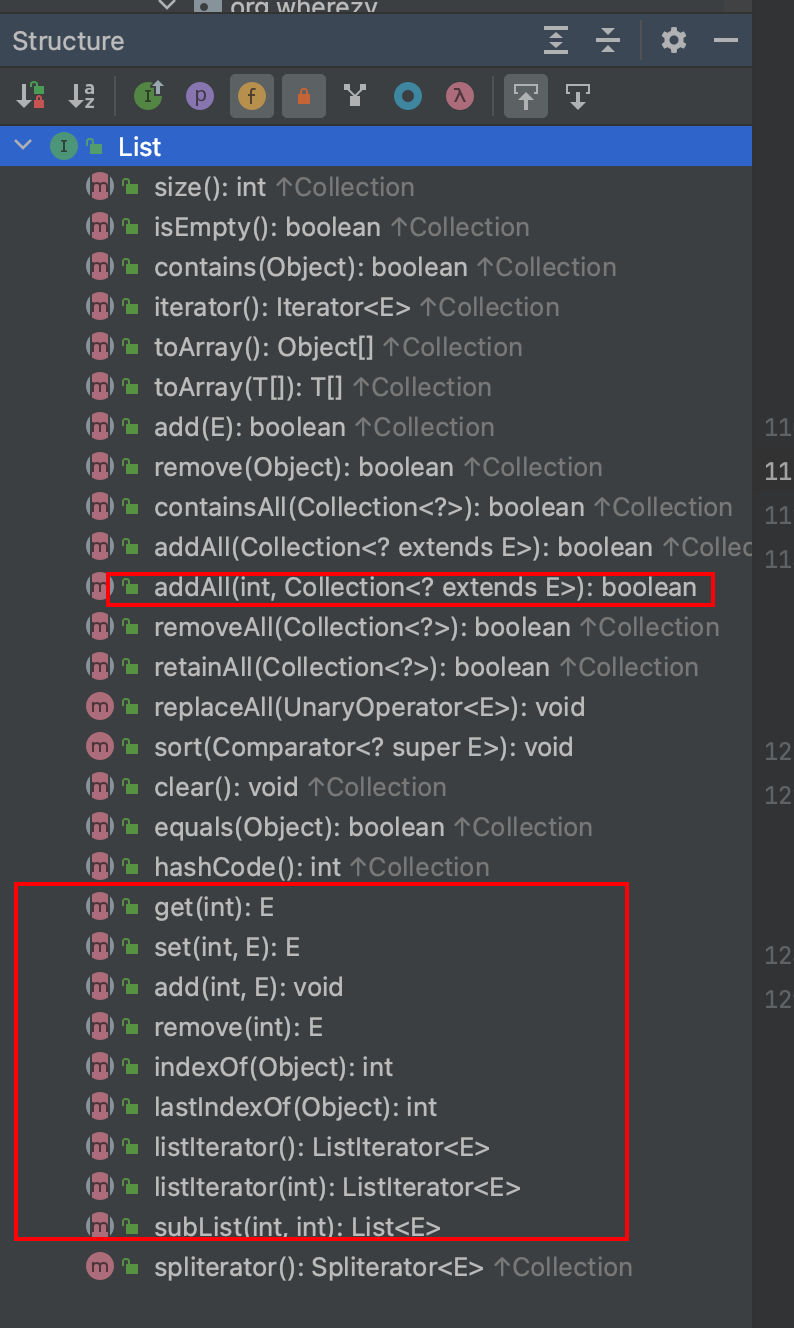 org.wherezy
Structure
List
size(): int ↑Collection
isEmpty(): boolean ↑Collection
contains(Object): boolean ↑Collection
iterator(): Iterator<E> ↑Collection
toArray(): Object[] ↑Collection
toArray(T[]): T[] ↑Collection
add(E): boolean ↑Collection 11
remove(Object): boolean ↑Collection 11
containsAll(Collection<?>): boolean ↑Collection 11
addAll(Collection<? extends E>): boolean ↑Collec 11
addAll(int, Collection<? extends E>): boolean
removeAll(Collection<?>): boolean ↑Collection
retainAll(Collection<?>): boolean ↑Collection
replaceAll(UnaryOperator<E>): void
sort(Comparator<? super E>): void 12
clear(): void ↑Collection 12
equals(Object): boolean ↑Collection
hashCode(): int ↑Collection
get(int): E
set(int, E): E 12
add(int, E): void 12
remove(int): E
indexOf(Object): int
lastIndexOf(Object): int
listIterator(): ListIterator<E>
listIterator(int): ListIterator<E>
subList(int, int): List<E>
spliterator(): Spliterator<E> ↑Collection